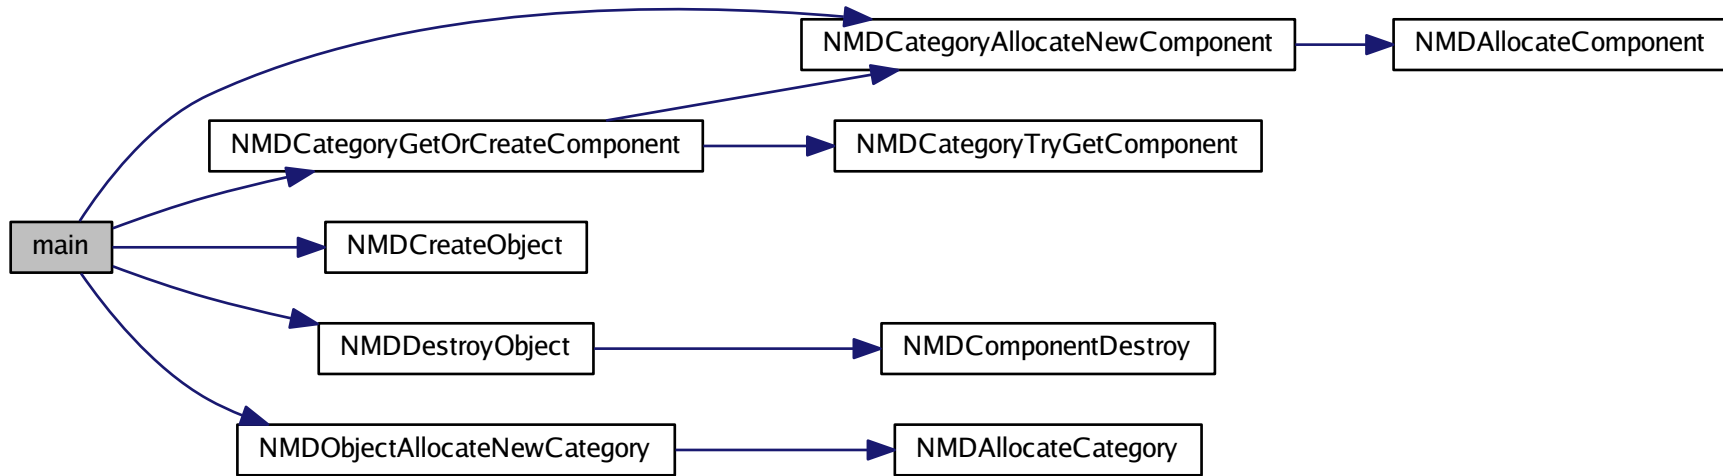 NMDCategoryAllocateNewComponent
NMDAllocateComponent
NMDCategoryGetOrCreateComponent
NMDCategoryTryGetComponent
main
NMDCreateObject
NMDDestroyObject
NMDComponentDestroy
NMDObjectAllocateNewCategory
NMDAllocateCategory